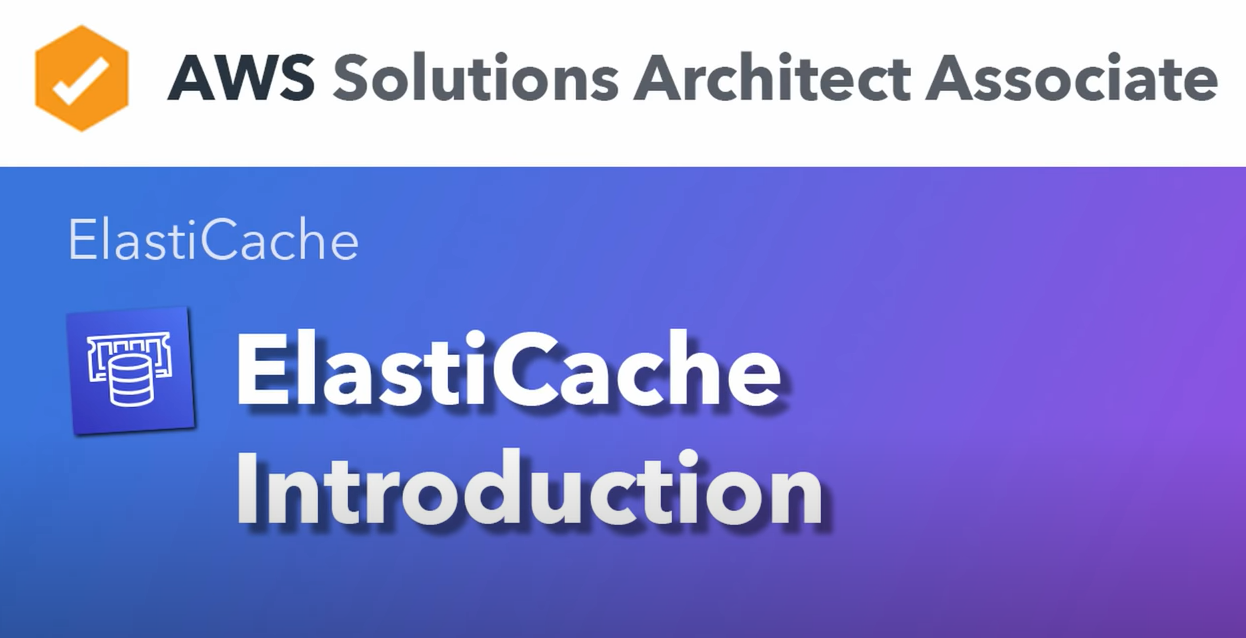 AWS Solutions Architect Associate
ElastiCache
ElastiCache
Introduction